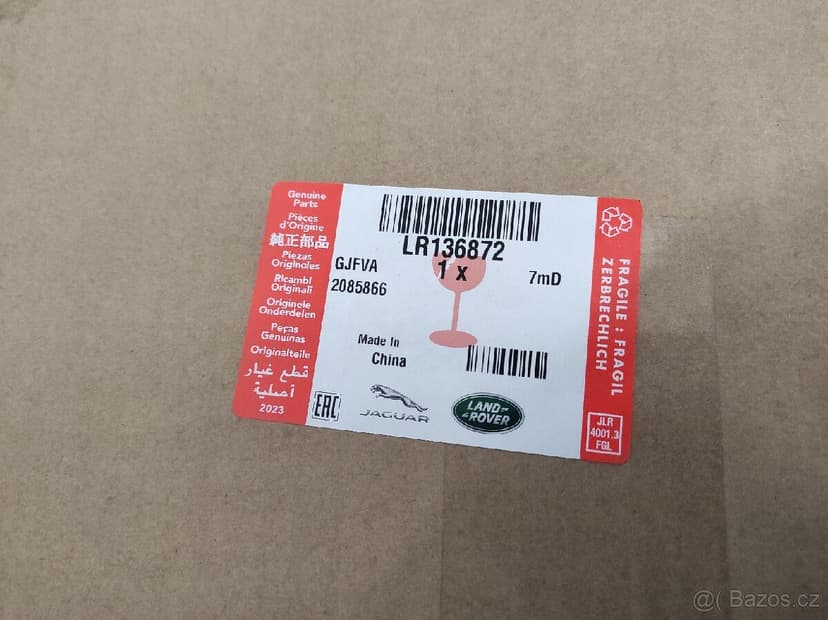 Genuine
Parts
Pièces
d'Origine
純正部品
Piezas
Originales
Ricambi
Originali
Originele
Onderdelen
Peças
Genuinas
Originalteile
قطع غيار
أصلية
2023
LR136872
1 x
GJFVA
7mD
2085866
Made In
China
EAC
JAGUAR
LAND-
ROVER
FRAGILE : FRAGIL
ZERBRECHLICH
JLR
4001.3
FGL
Bazos.cz